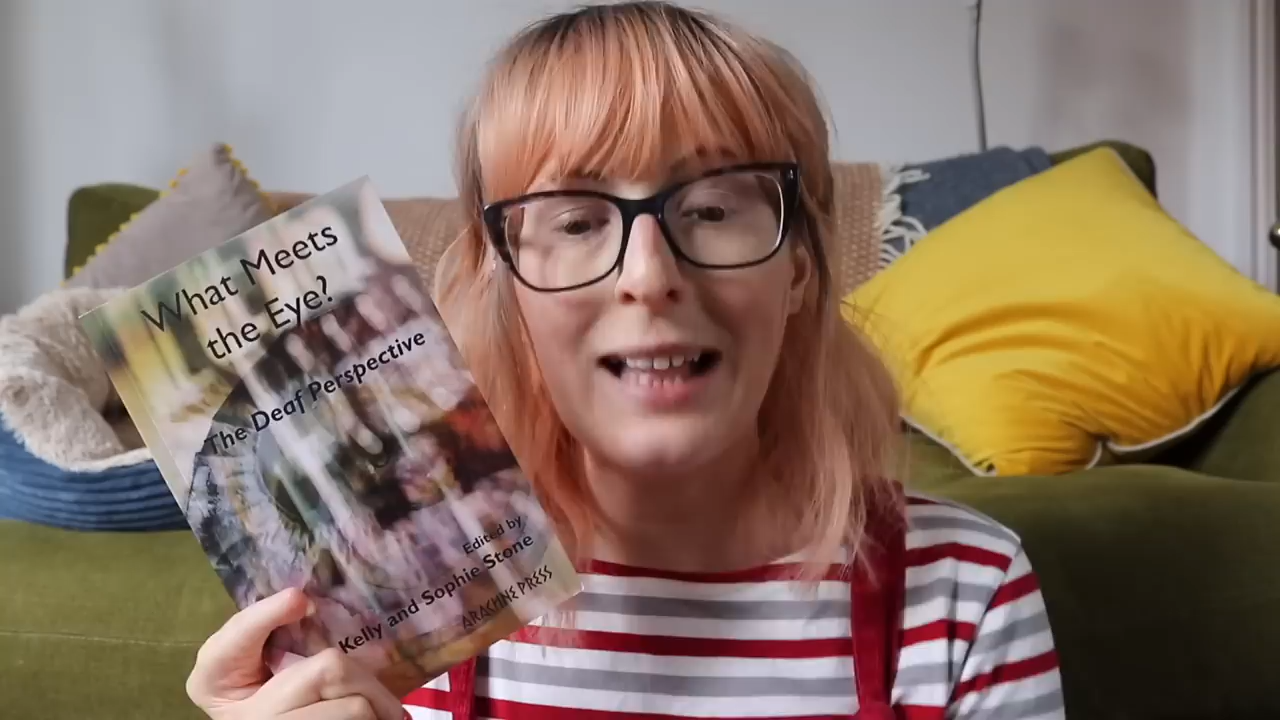 What Meets
the Eye?
The Deaf Perspective
Edited by
Kelly and Sophie Stone
ARACHNE PRESS